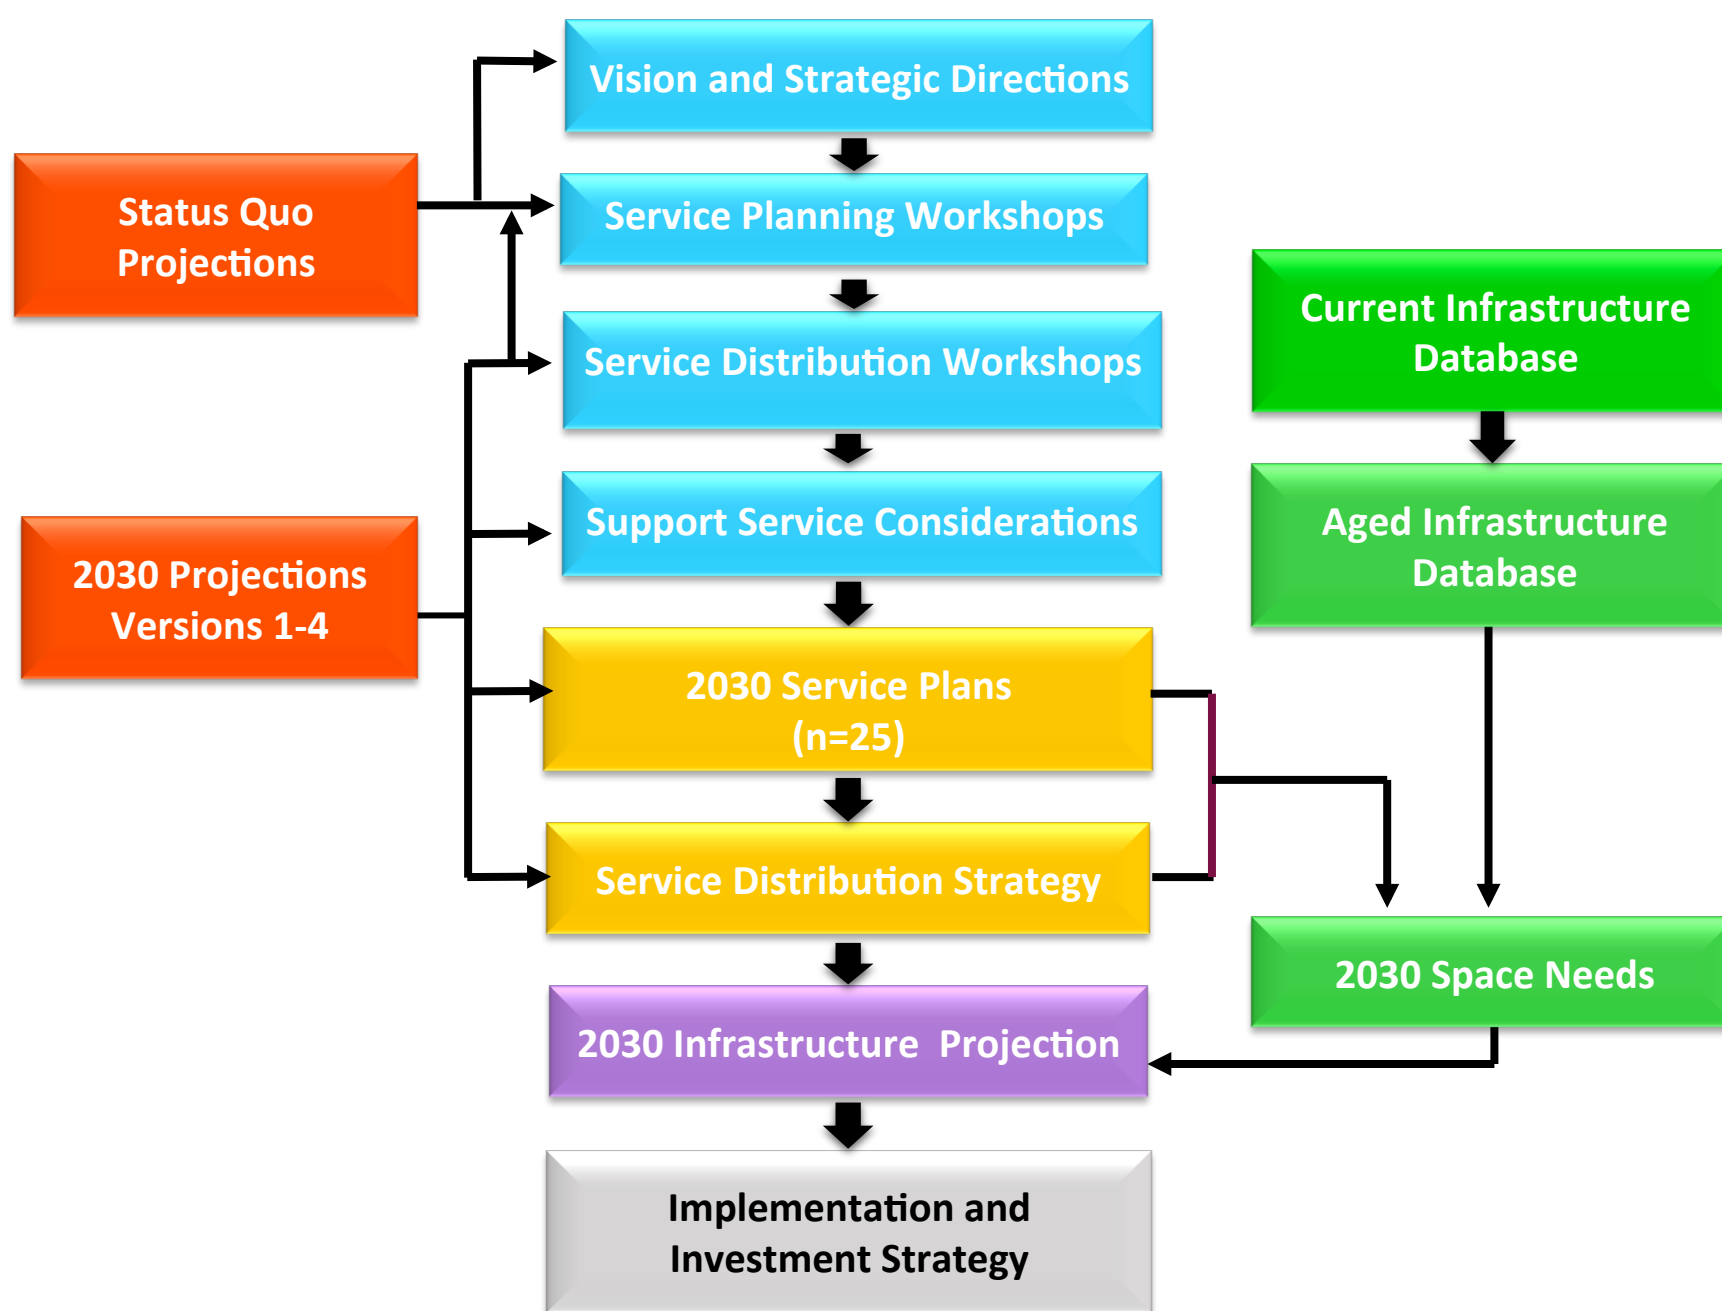 Vision and Strategic Directions
Status Quo
Projections
Service Planning Workshops
Current Infrastructure
Database
Service Distribution Workshops
Support Service Considerations
Aged Infrastructure
Database
2030 Projections
Versions 1-4
2030 Service Plans
(n=25)
Service Distribution Strategy
2030 Space Needs
2030 Infrastructure  Projection
Implementation and
Investment Strategy